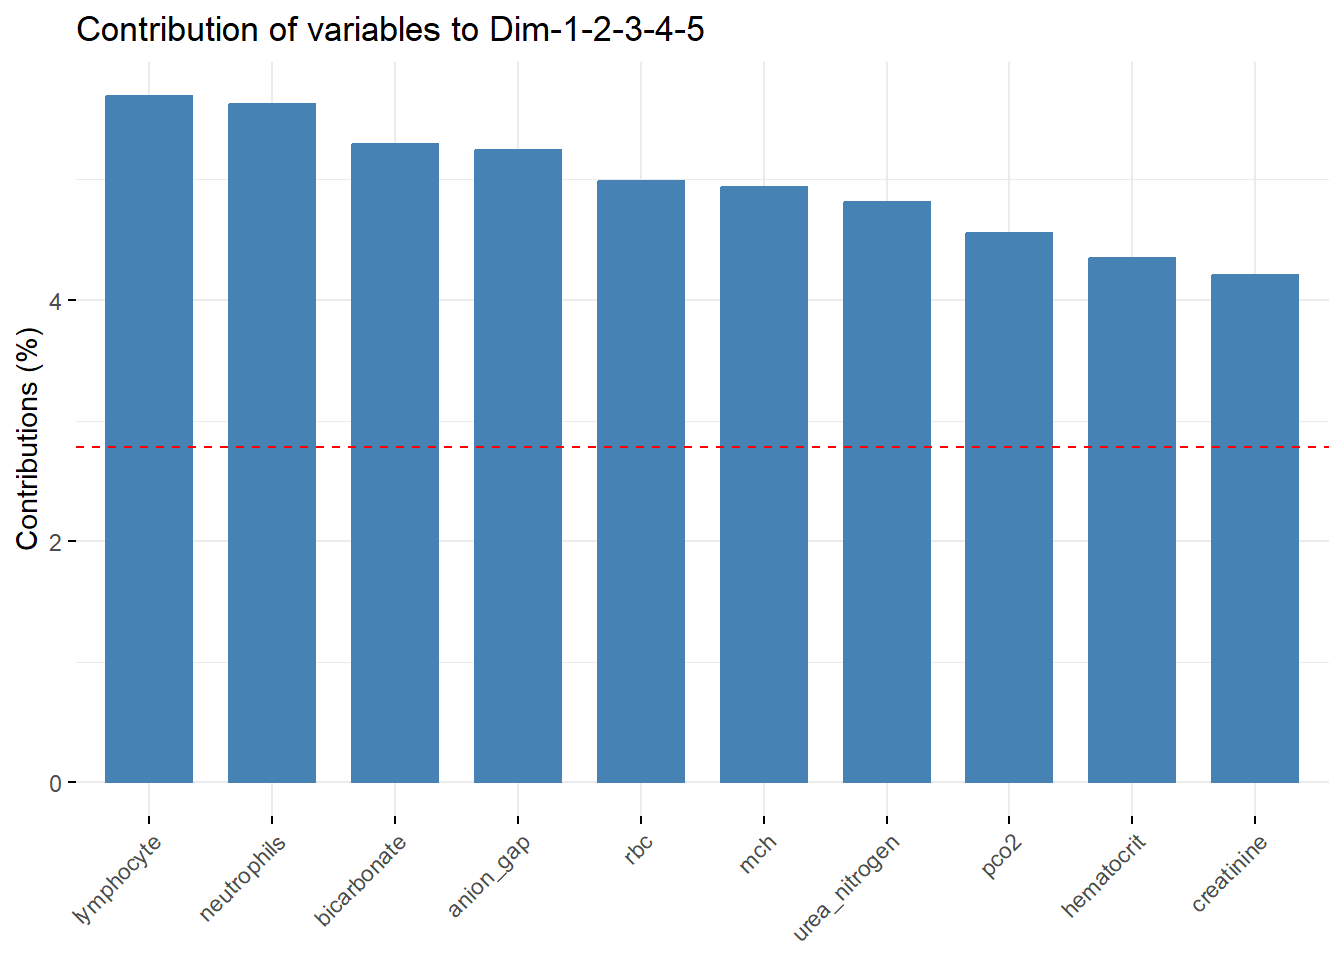 Contribution of variables to Dim-1-2-3-4-5
Contributions (%)
4
2
0
lymphocyte
neutrophils
bicarbonate
anion_gap
rbc
mch
urea_nitrogen
pco2
hematocrit
creatinine